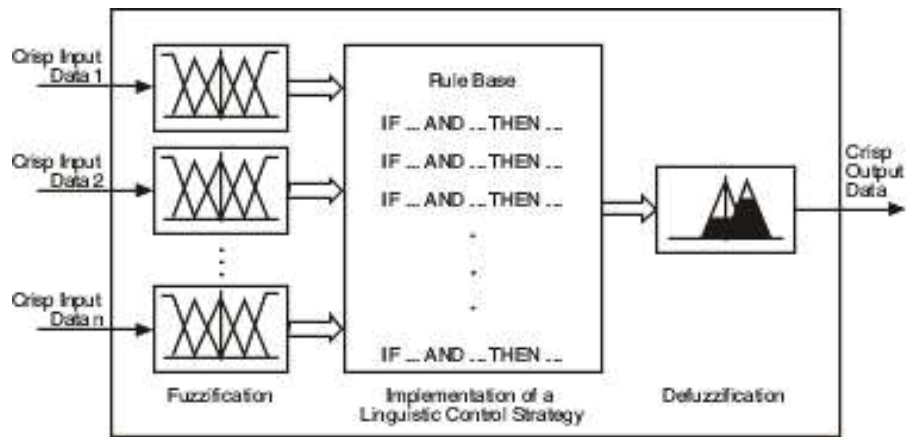 Crisp Input
Data 1
Crisp Input
Data 2
Crisp Input
Data n
Fuzzification
Rule Base
IF ... AND ... THEN ...
IF ... AND ... THEN ...
IF ... AND ... THEN ...
IF ... AND ... THEN ...
Implementation of a
Linguistic Control Strategy
Defuzzification
Crisp
Output
Data